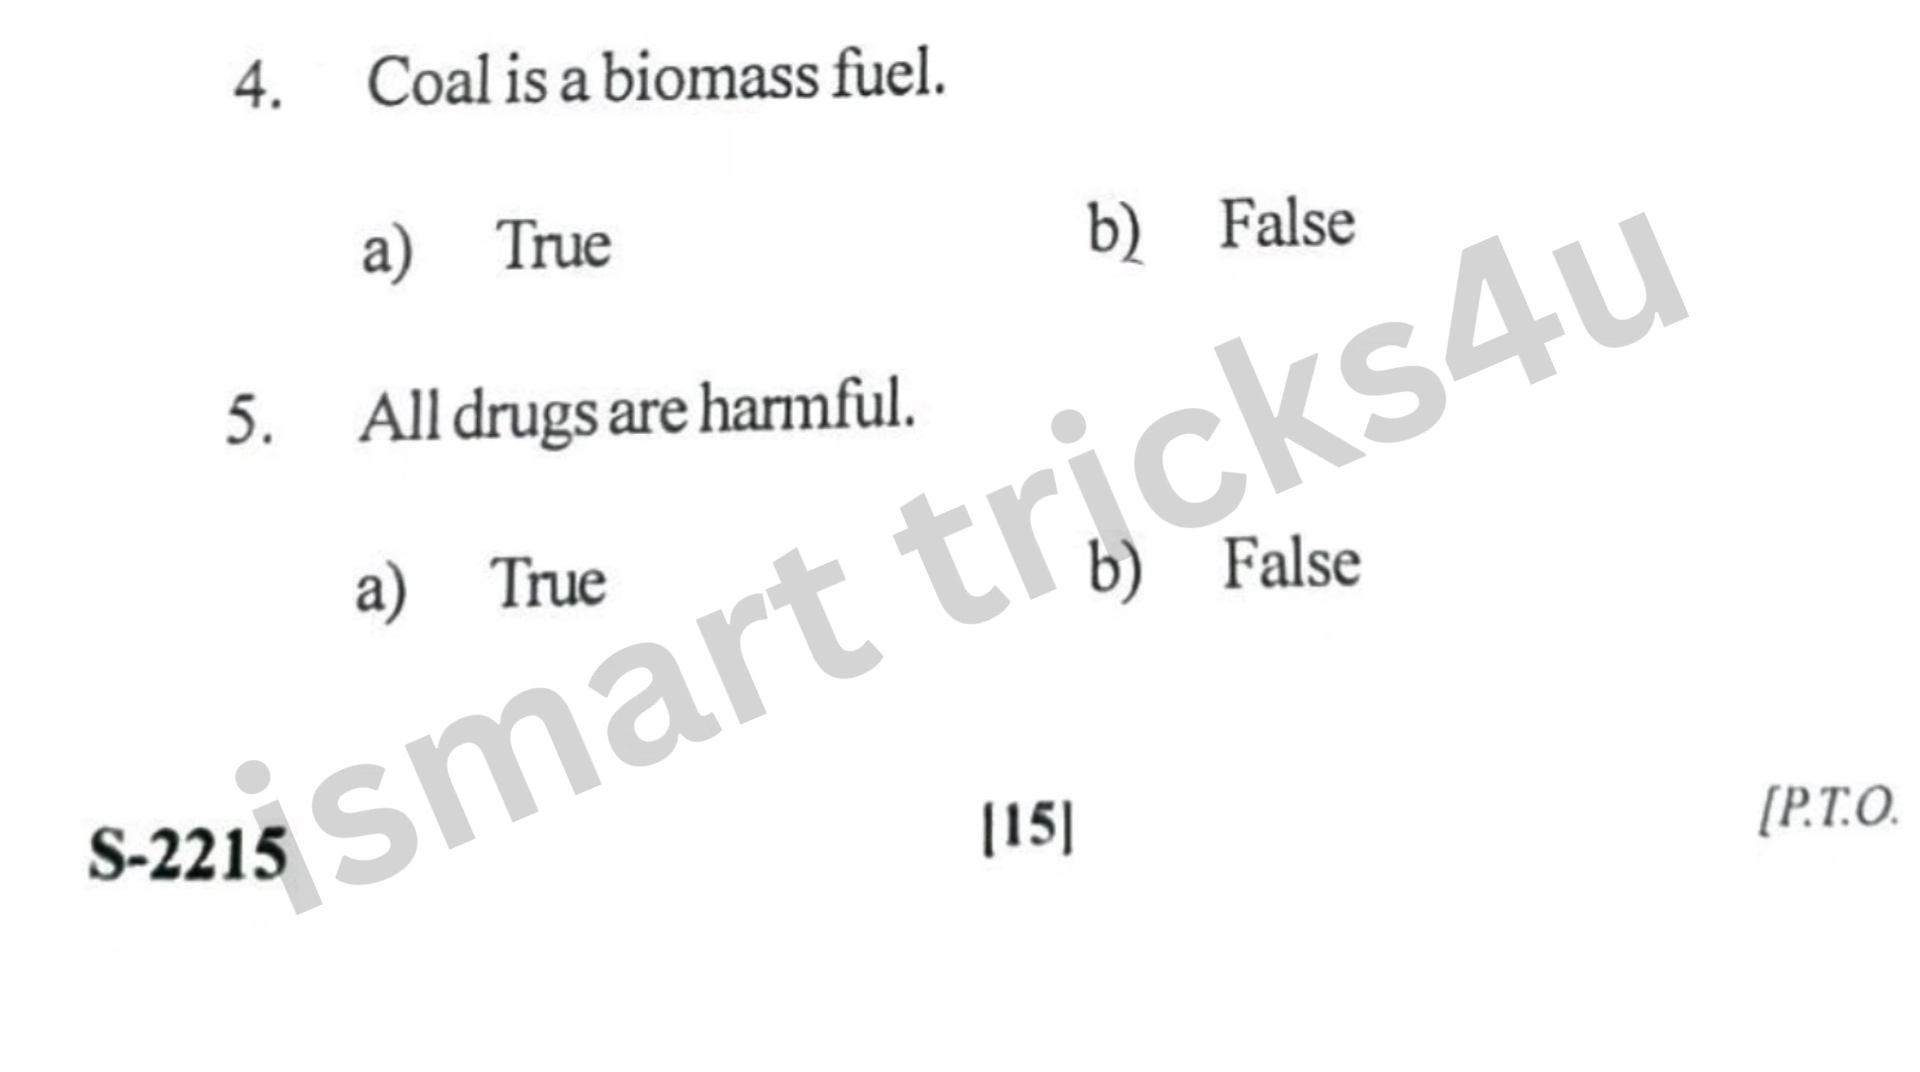 4. Coal is a biomass fuel.
a) True b) False
5. All drugs are harmful.
a) True b) False
ismart tricks4u
S-2215 [15] [P.T.O.